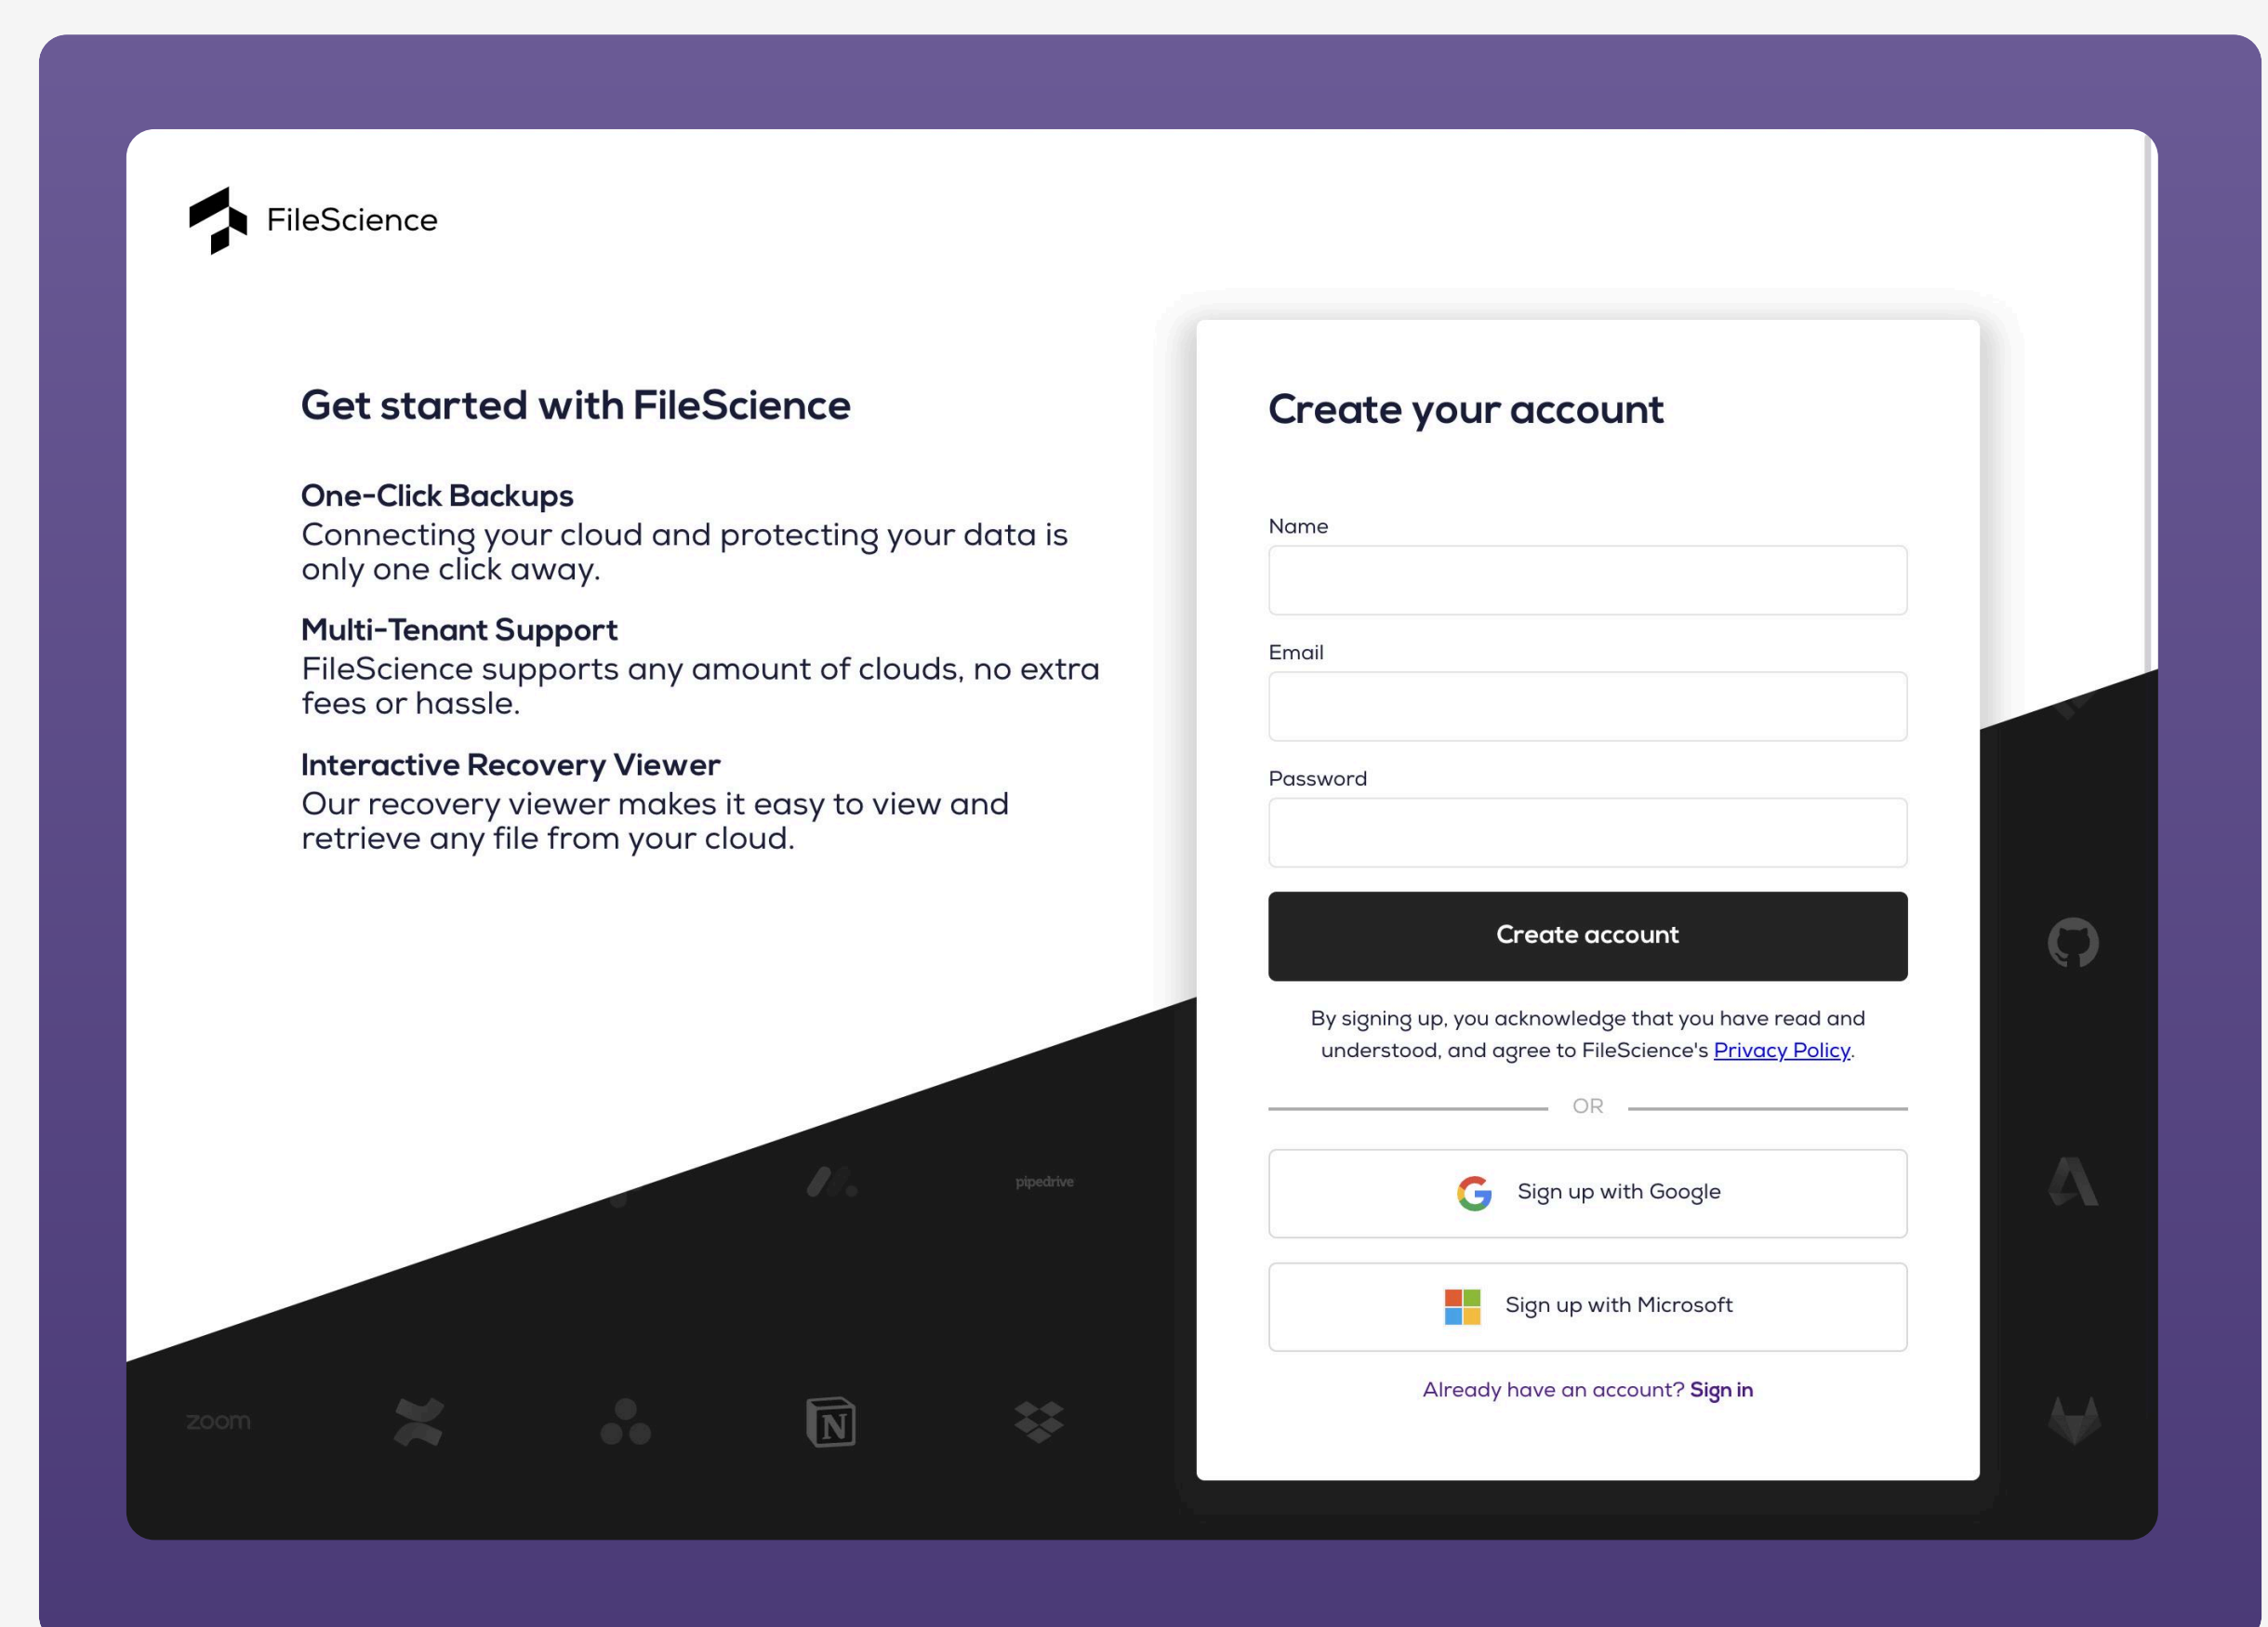 FileScience
Get started with FileScience
One-Click Backups
Connecting your cloud and protecting your data is
only one click away.
Multi-Tenant Support
FileScience supports any amount of clouds, no extra
fees or hassle.
Interactive Recovery Viewer
Our recovery viewer makes it easy to view and
retrieve any file from your cloud.
Create your account
Name
Email
Password
Create account
By signing up, you acknowledge that you have read and
understood, and agree to FileScience's Privacy Policy.
OR
Sign up with Google
Sign up with Microsoft
Already have an account? Sign in
pipedrive
zoom
N